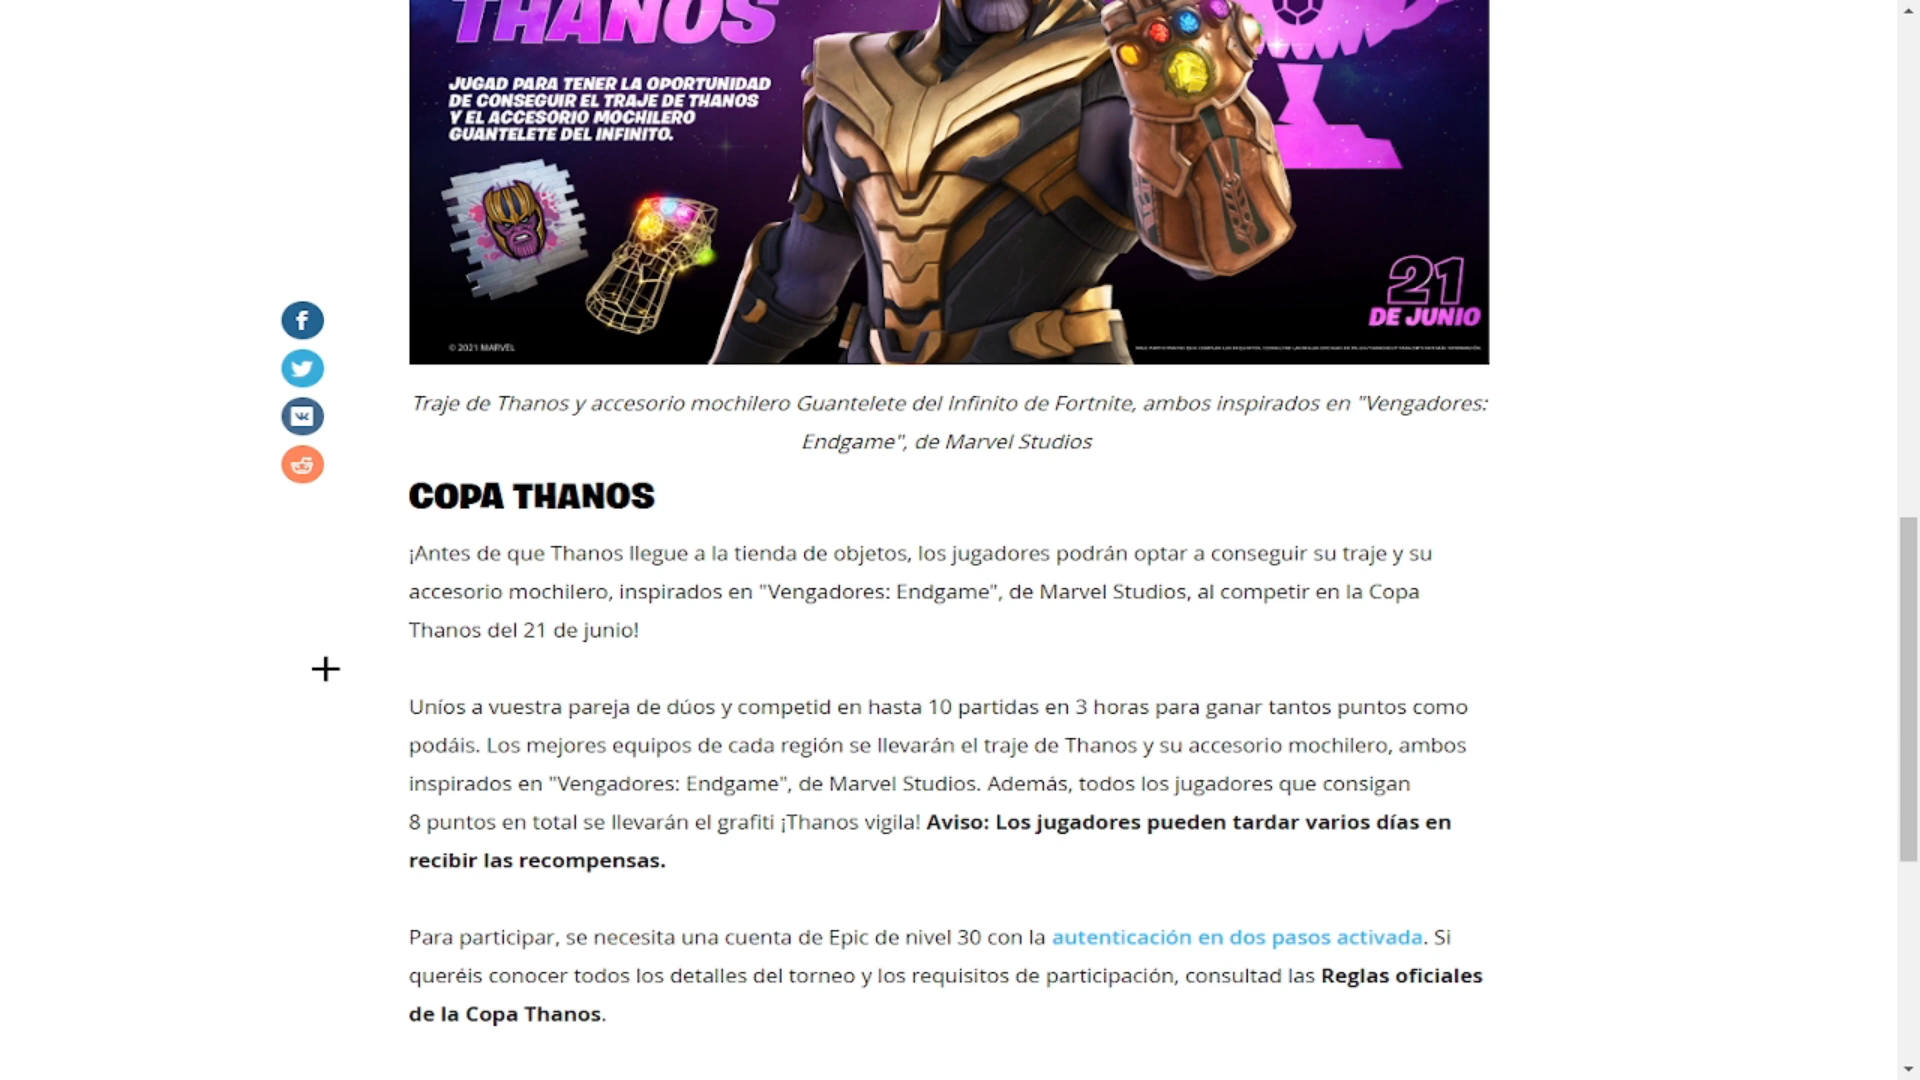 THANOS
JUGAD PARA TENER LA OPORTUNIDAD
DE CONSEGUIR EL TRAJE DE THANOS
Y EL ACCESORIO MOCHILERO
GUANTELETE DEL INFINITO.
21
DE JUNIO
© 2021 MARVEL
Traje de Thanos y accesorio mochilero Guantelete del Infinito de Fortnite, ambos inspirados en "Vengadores:
Endgame", de Marvel Studios
COPA THANOS
¡Antes de que Thanos llegue a la tienda de objetos, los jugadores podrán optar a conseguir su traje y su
accesorio mochilero, inspirados en "Vengadores: Endgame", de Marvel Studios, al competir en la Copa
Thanos del 21 de junio!
Uníos a vuestra pareja de dúos y competid en hasta 10 partidas en 3 horas para ganar tantos puntos como
podáis. Los mejores equipos de cada región se llevarán el traje de Thanos y su accesorio mochilero, ambos
inspirados en "Vengadores: Endgame", de Marvel Studios. Además, todos los jugadores que consigan
8 puntos en total se llevarán el grafiti ¡Thanos vigila! Aviso: Los jugadores pueden tardar varios días en
recibir las recompensas.
Para participar, se necesita una cuenta de Epic de nivel 30 con la autenticación en dos pasos activada. Si
queréis conocer todos los detalles del torneo y los requisitos de participación, consultad las Reglas oficiales
de la Copa Thanos.